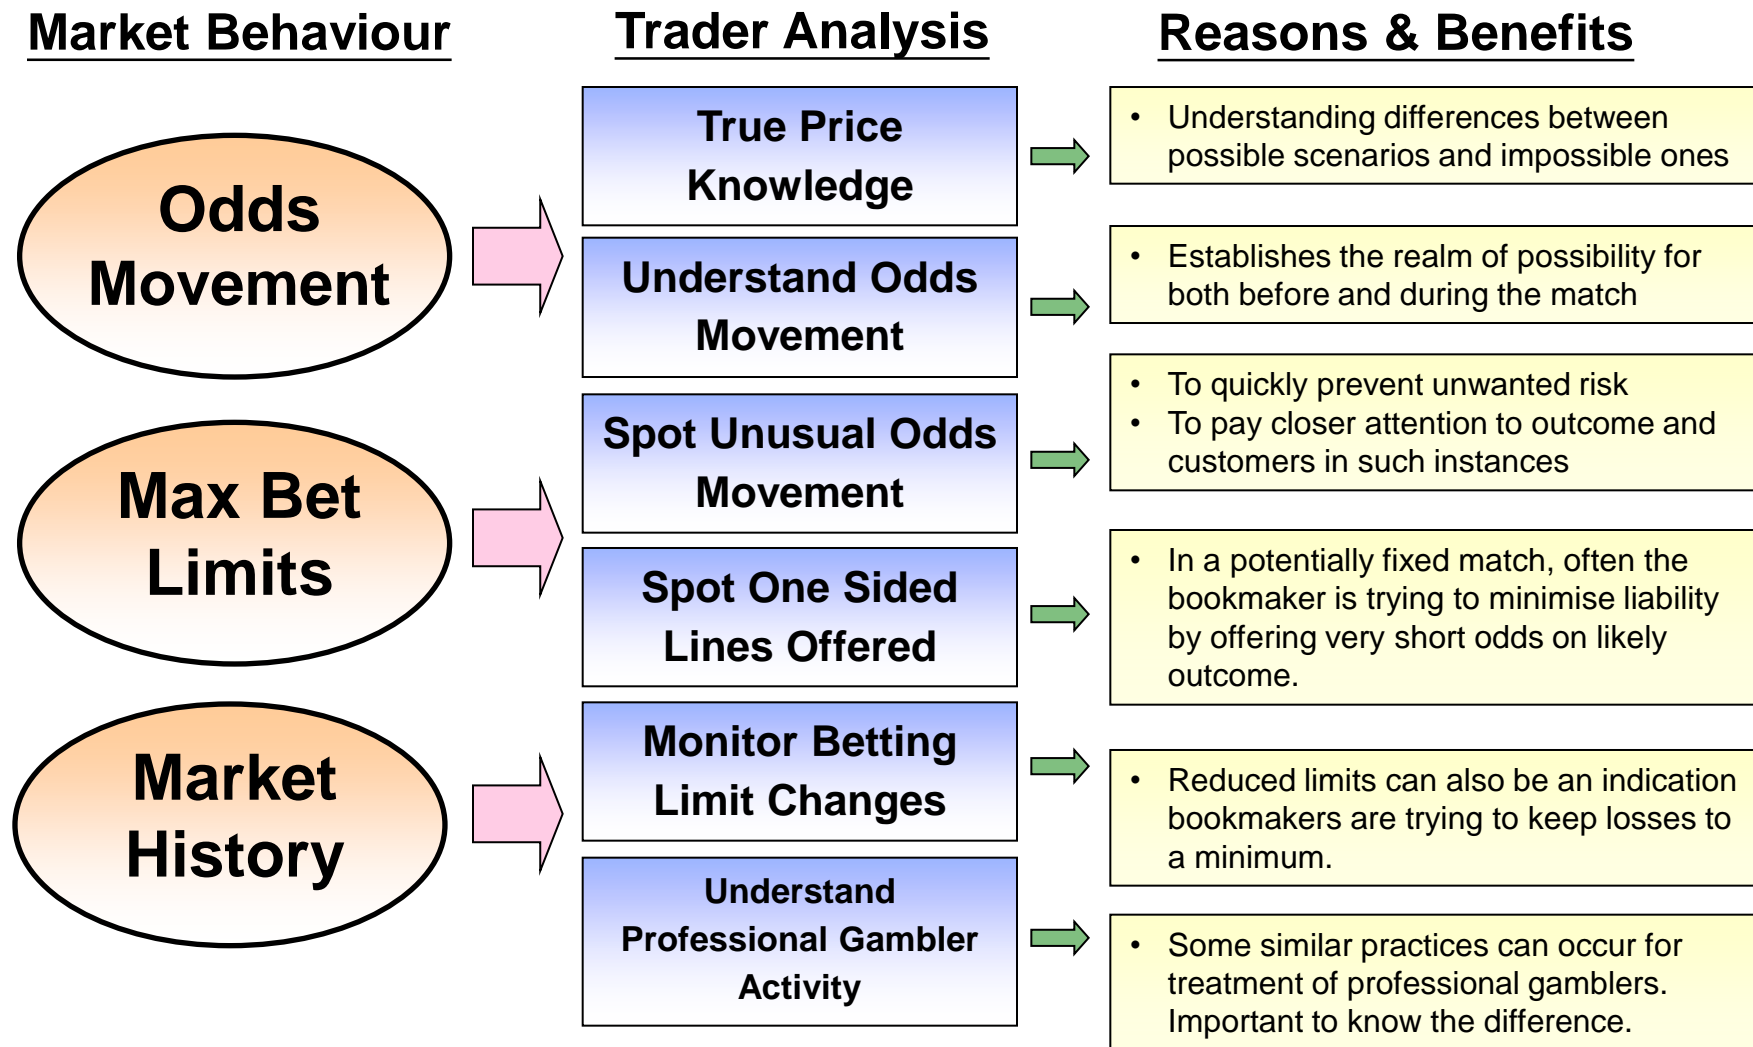 Market Behaviour
Trader Analysis
Reasons & Benefits
Odds
Movement
Max Bet
Limits
Market
History
True Price
Knowledge
Understand Odds
Movement
Spot Unusual Odds
Movement
Spot One Sided
Lines Offered
Monitor Betting
Limit Changes
Understand
Professional Gambler
Activity
• Understanding differences between
possible scenarios and impossible ones
• Establishes the realm of possibility for
both before and during the match
• To quickly prevent unwanted risk
• To pay closer attention to outcome and
customers in such instances
• In a potentially fixed match, often the
bookmaker is trying to minimise liability
by offering very short odds on likely
outcome.
• Reduced limits can also be an indication
bookmakers are trying to keep losses to
a minimum.
• Some similar practices can occur for
treatment of professional gamblers.
Important to know the difference.